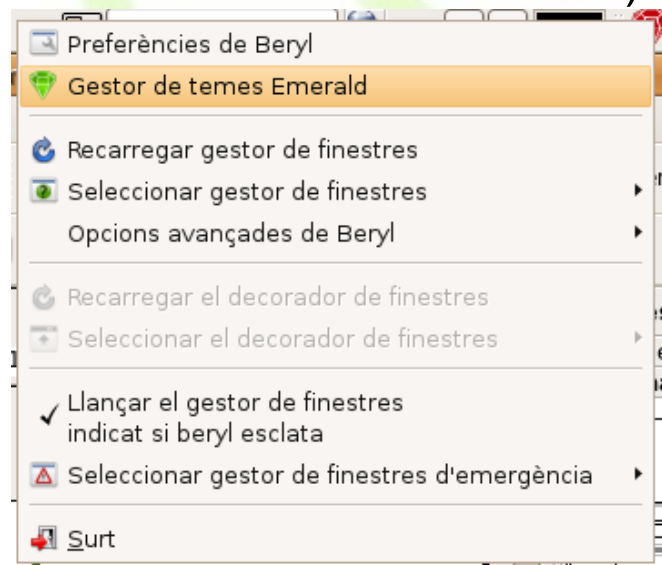 Preferències de Beryl
Gestor de temes Emerald
Recarregar gestor de finestres
Seleccionar gestor de finestres
Opcions avançades de Beryl
Recarregar el decorador de finestres
Seleccionar el decorador de finestres
Llançar el gestor de finestres
indicat si beryl esclata
Seleccionar gestor de finestres d'emergència
Surt